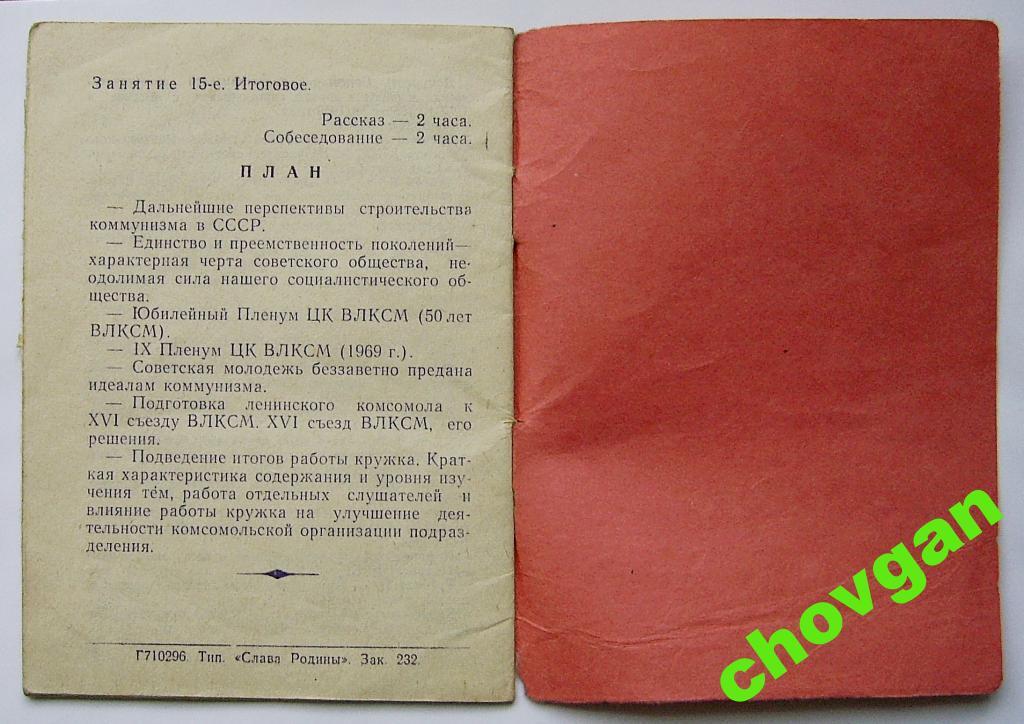 Занятие 15-е. Итоговое.
Рассказ — 2 часа.
Собеседование — 2 часа.
ПЛАН
— Дальнейшие перспективы строительства
коммунизма в СССР.
— Единство и преемственность поколений—
характерная черта советского общества, не-
одолимая сила нашего социалистического об-
щества.
— Юбилейный Пленум ЦК ВЛКСМ (50 лет
ВЛКСМ).
— IX Пленум ЦК ВЛКСМ (1969 г.).
— Советская молодежь беззаветно предана
идеалам коммунизма.
— Подготовка ленинского комсомола к
XVI съезду ВЛКСМ. XVI съезд ВЛКСМ, его
решения.
— Подведение итогов работы кружка. Крат-
кая характеристика содержания и уровня изу-
чения тем, работа отдельных слушателей и
влияние работы кружка на улучшение дея-
тельности комсомольской организации подраз-
деления.
Г710296. Тип. «Слава Родины». Зак. 232.
chovgan